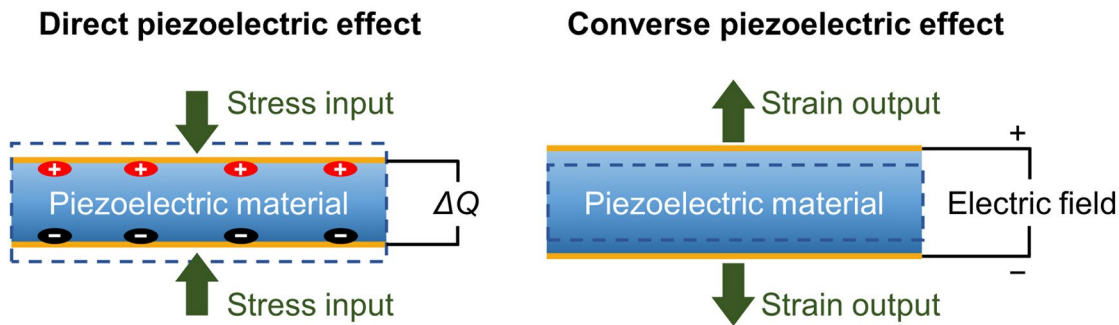 Direct piezoelectric effect
Stress input
+ + + +
Piezoelectric material
ΔQ
− − − −
Stress input
Converse piezoelectric effect
Strain output
+
Piezoelectric material
Electric field
−
Strain output